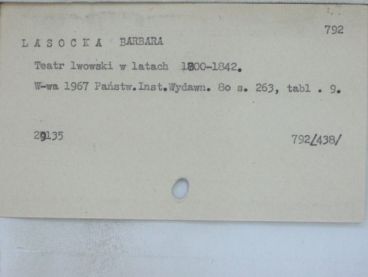 792
LASOCKA BARBARA
Teatr lwowski w latach 1800-1842.
W-wa 1967 Państw.Inst.Wydawn. 8o s. 263, tabl . 9.
29135 792/438/